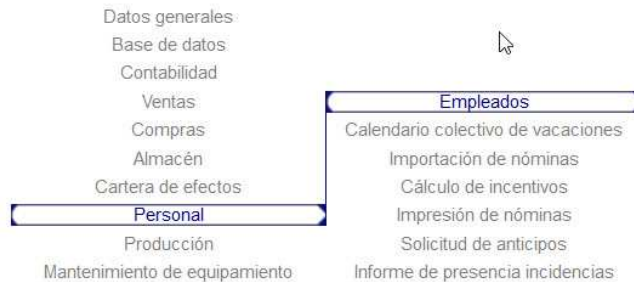 Datos generales
Base de datos
Contabilidad
Ventas
Compras
Almacén
Cartera de efectos
Personal
Producción
Mantenimiento de equipamiento
Empleados
Calendario colectivo de vacaciones
Importación de nóminas
Cálculo de incentivos
Impresión de nóminas
Solicitud de anticipos
Informe de presencia incidencias